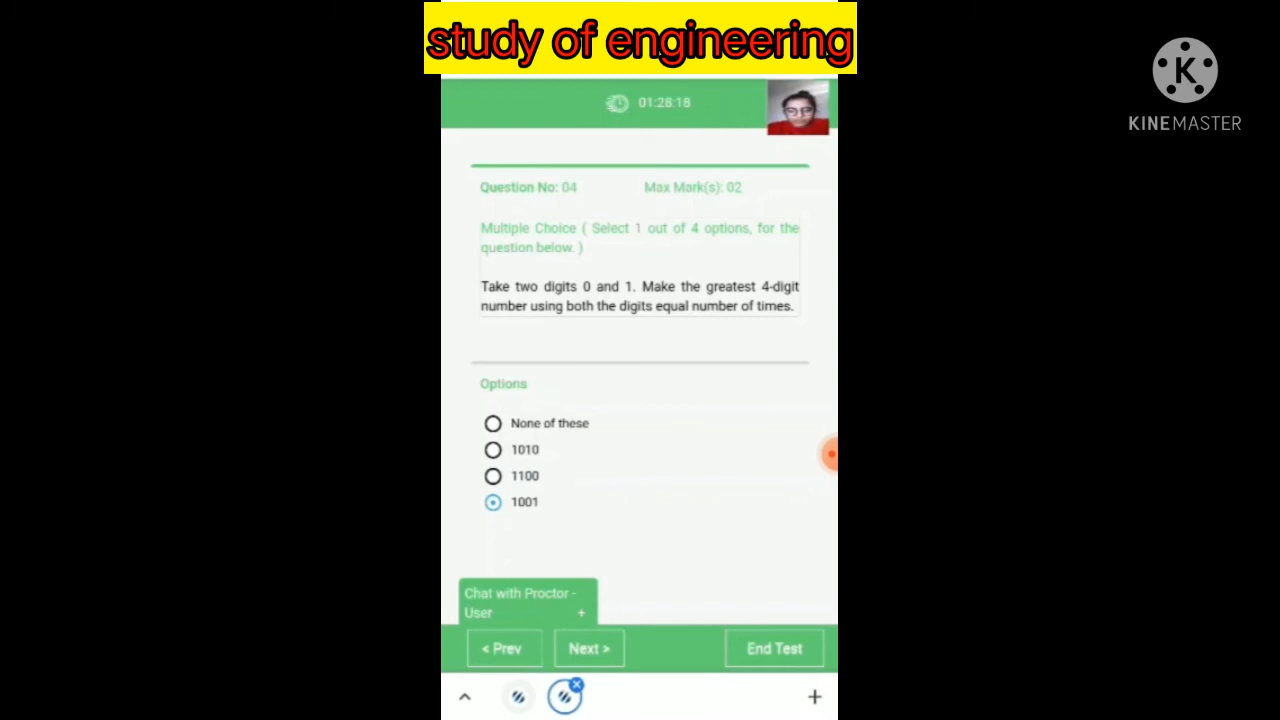 study of engineering
K
KINEMASTER
01:28:18
Question No: 04 Max Mark(s): 02
Multiple Choice ( Select 1 out of 4 options, for the
question below. )
Take two digits 0 and 1. Make the greatest 4-digit
number using both the digits equal number of times.
Options
None of these
1010
1100
1001
Chat with Proctor -
User +
< Prev Next > End Test